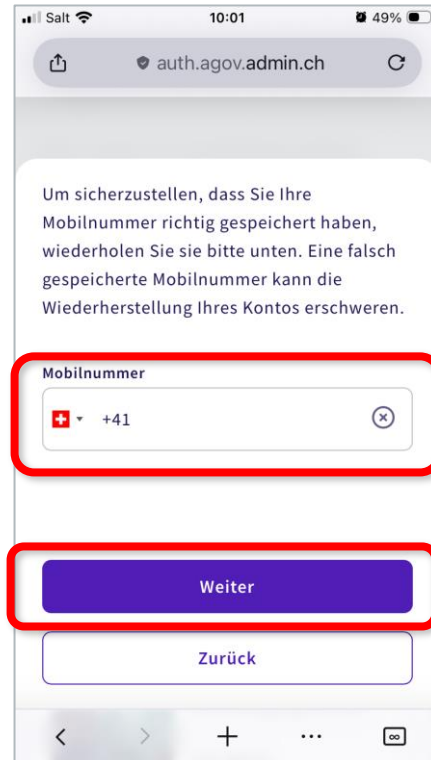 Salt 10:01 49%
auth.agov.admin.ch
Um sicherzustellen, dass Sie Ihre
Mobilnummer richtig gespeichert haben,
wiederholen Sie sie bitte unten. Eine falsch
gespeicherte Mobilnummer kann die
Wiederherstellung Ihres Kontos erschweren.
Mobilnummer
+41
Weiter
Zurück